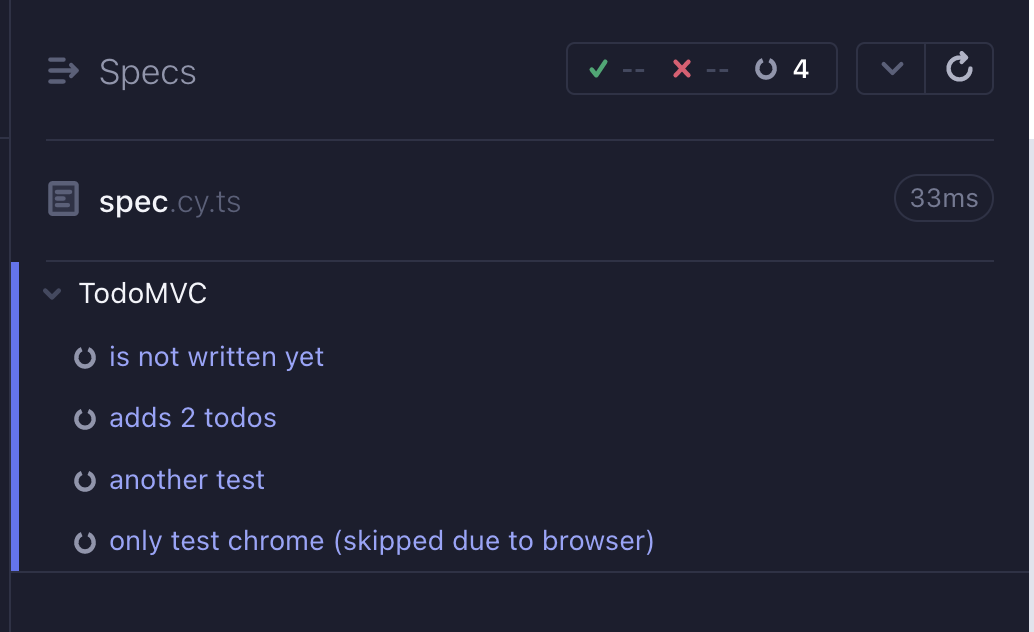 Specs -- -- 4
spec.cy.ts 33ms
TodoMVC
is not written yet
adds 2 todos
another test
only test chrome (skipped due to browser)